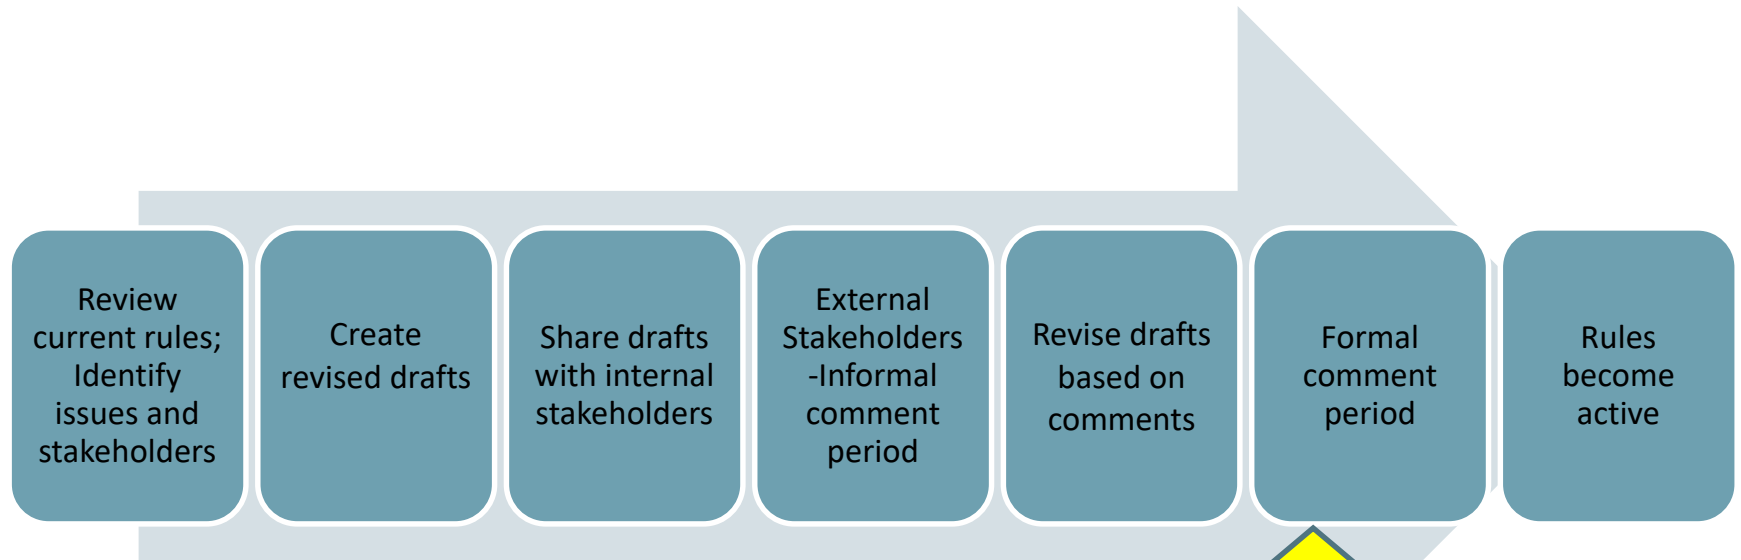 Review
current rules;
Identify
issues and
stakeholders
Create
revised drafts
Share drafts
with internal
stakeholders
External
Stakeholders
-Informal
comment
period
Revise drafts
based on
comments
Formal
comment
period
Rules
become
active